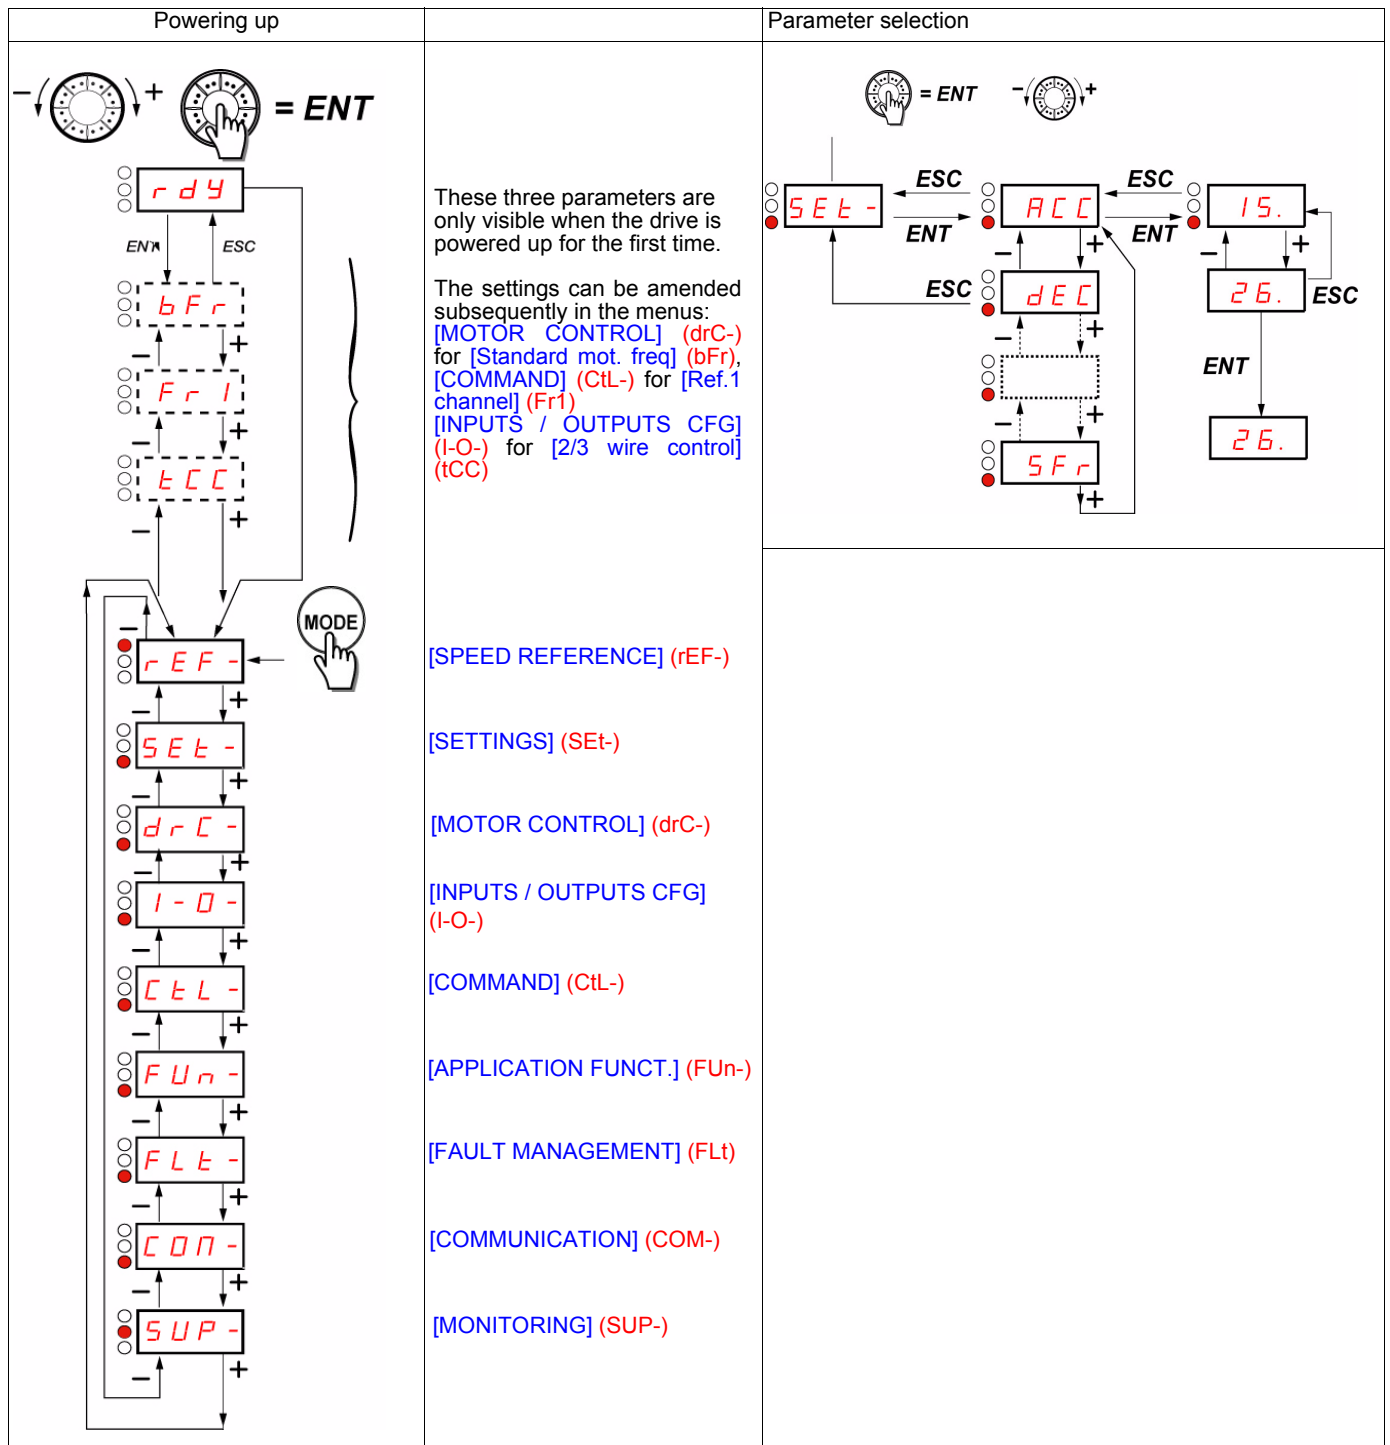 Powering up
Parameter selection
− + = ENT
rdY
ENT ESC
bFr
− +
Fr1
− +
tCC
− +
MODE
−
rEF-
− +
SEt-
− +
drC-
− +
I-O-
− +
CtL-
− +
FUn-
− +
FLt-
− +
COM-
− +
SUP-
− +
These three parameters are
only visible when the drive is
powered up for the first time.
The settings can be amended
subsequently in the menus:
[MOTOR CONTROL] (drC-)
for [Standard mot. freq] (bFr),
[COMMAND] (CtL-) for [Ref.1
channel] (Fr1)
[INPUTS / OUTPUTS CFG]
(I-O-) for [2/3 wire control]
(tCC)
[SPEED REFERENCE] (rEF-)
[SETTINGS] (SEt-)
[MOTOR CONTROL] (drC-)
[INPUTS / OUTPUTS CFG]
(I-O-)
[COMMAND] (CtL-)
[APPLICATION FUNCT.] (FUn-)
[FAULT MANAGEMENT] (FLt)
[COMMUNICATION] (COM-)
[MONITORING] (SUP-)
= ENT − +
ESC ESC
SEt- ACC 15.
ENT ENT
− + − +
ESC dEC 26. ESC
− +
ENT
− +
SFr 26.
+